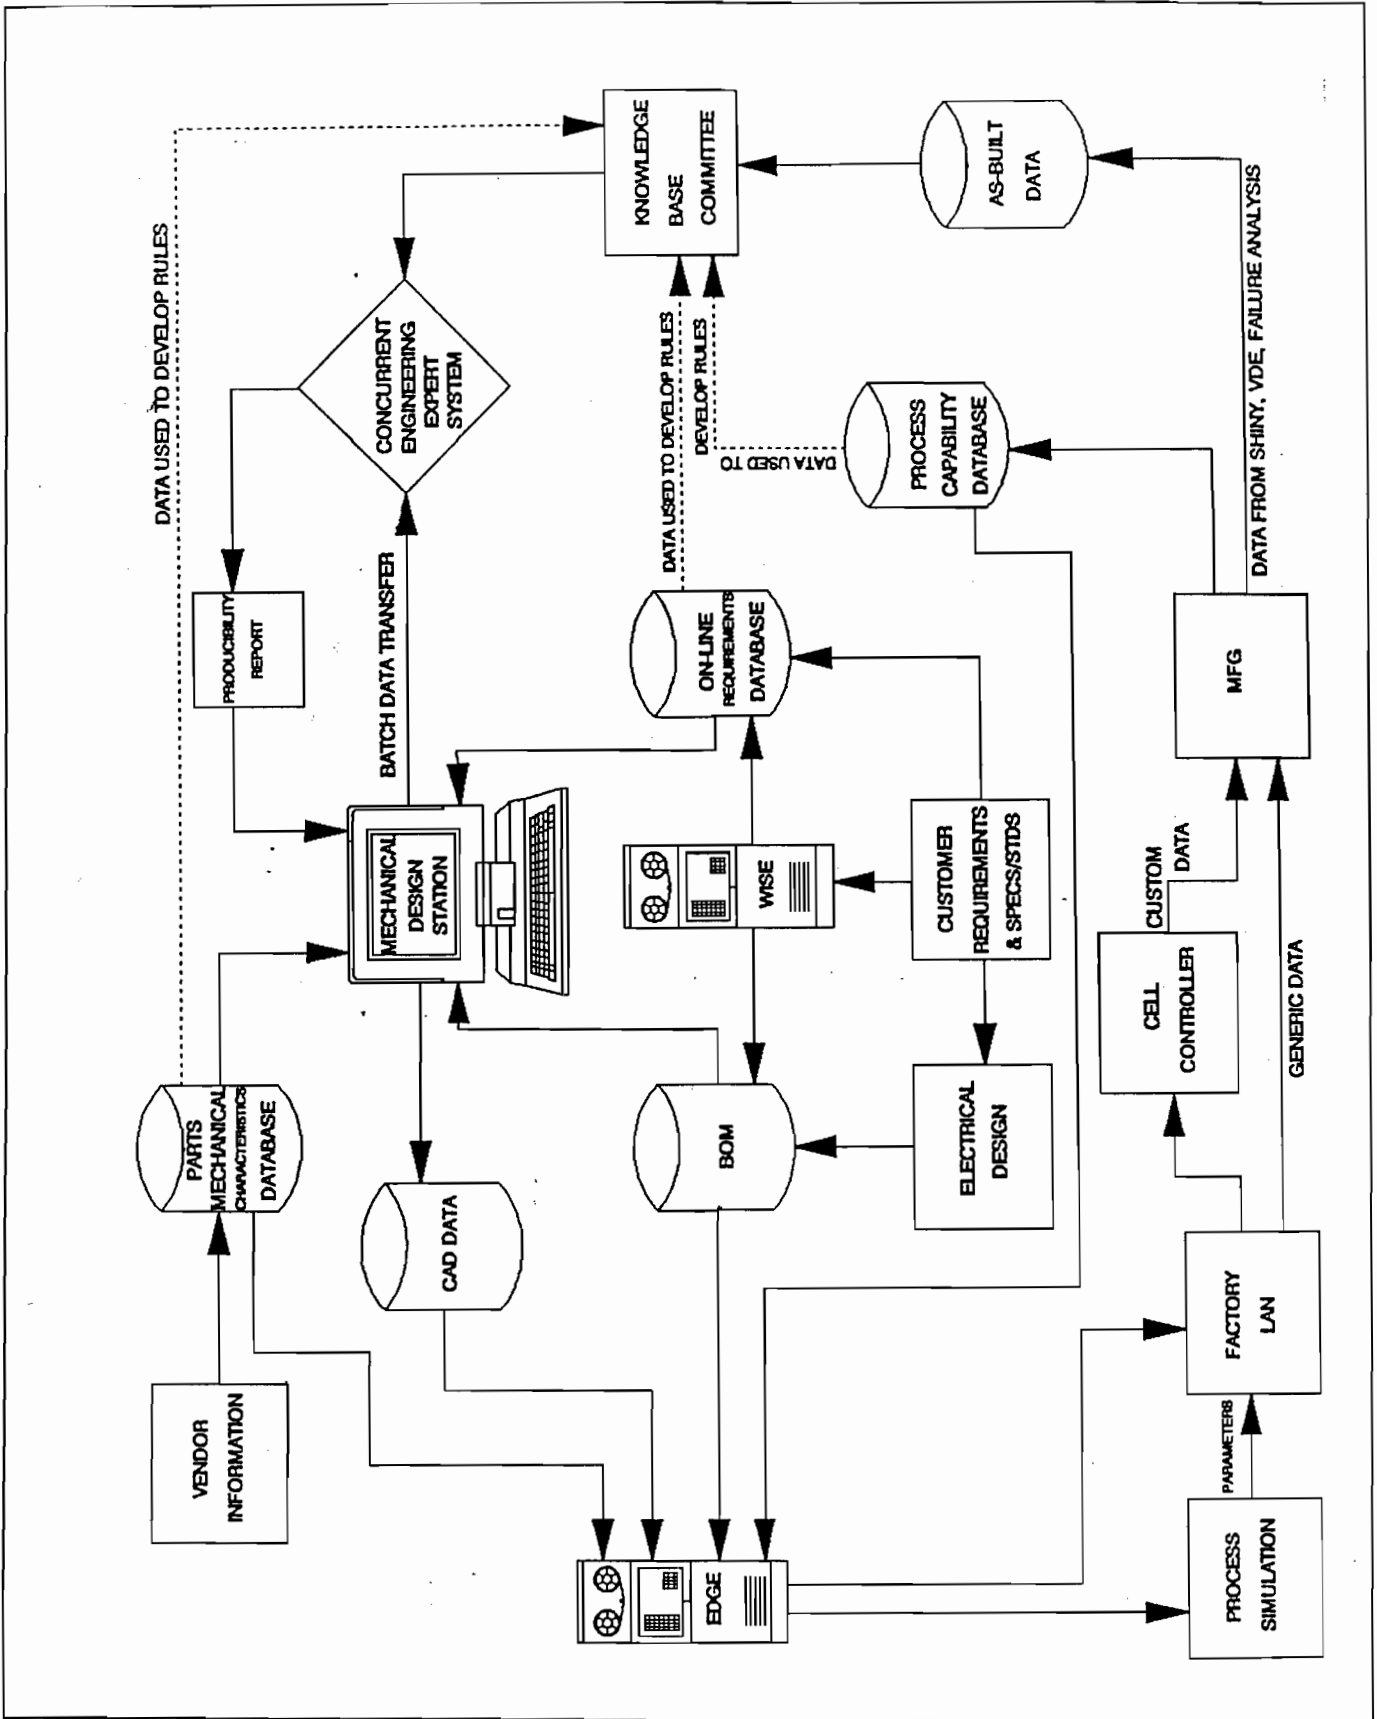 VENDOR
INFORMATION
PARTS
MECHANICAL
CHARACTERISTICS
DATABASE
DATA USED TO DEVELOP RULES
PRODUCIBILITY
REPORT
CAD DATA
MECHANICAL
DESIGN
STATION
BATCH DATA TRANSFER
CONCURRENT
ENGINEERING
EXPERT
SYSTEM
EDGE
BOM
WISE
ON-LINE
REQUIREMENTS
DATABASE
DATA USED TO DEVELOP RULES
DATA USED TO
DEVELOP RULES
KNOWLEDGE
BASE
COMMITTEE
ELECTRICAL
DESIGN
CUSTOMER
REQUIREMENTS
& SPECS/STDS
PROCESS
CAPABILITY
DATABASE
AS-BUILT
DATA
PROCESS
SIMULATION
PARAMETERS
FACTORY
LAN
CELL
CONTROLLER
CUSTOM
DATA
GENERIC DATA
MFG
DATA FROM SHINY, VDE, FAILURE ANALYSIS